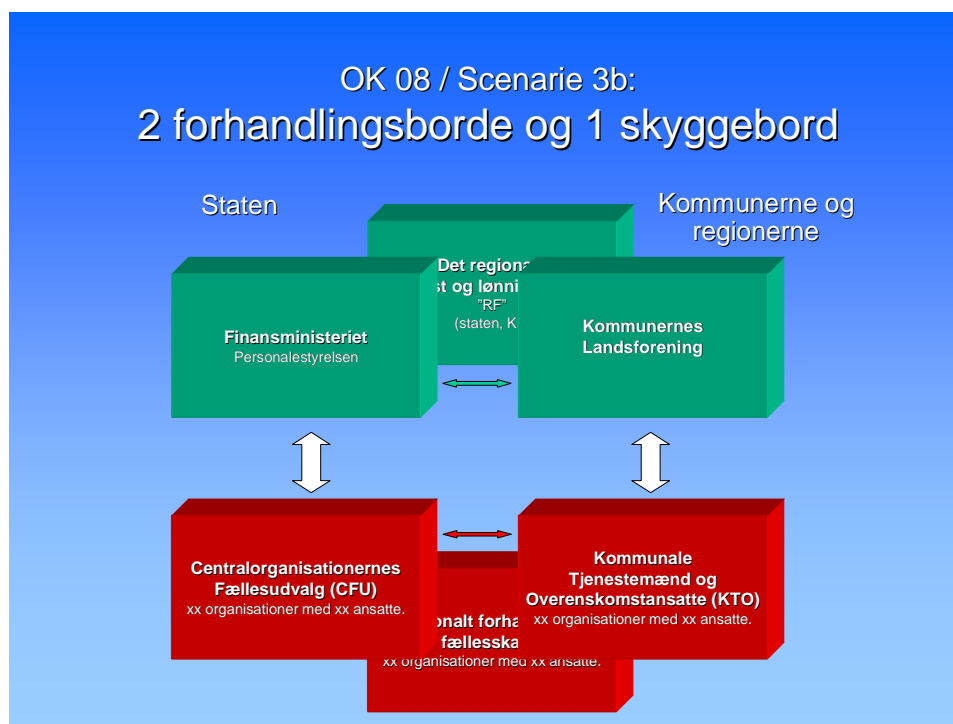 OK 08 / Scenarie 3b:
2 forhandlingsborde og 1 skyggebord
Staten
Kommunerne og
regionerne
Det regiona
st og lønni
”RF”
(staten, K
Finansministeriet
Personalestyrelsen
Kommunernes
Landsforening
Centralorganisationernes
Fællesudvalg (CFU)
xx organisationer med xx ansatte.
Kommunale
Tjenestemænd og
Overenskomstansatte (KTO)
xx organisationer med xx ansatte.
onalt forha
fællesska
xx organisationer med xx ansatte.